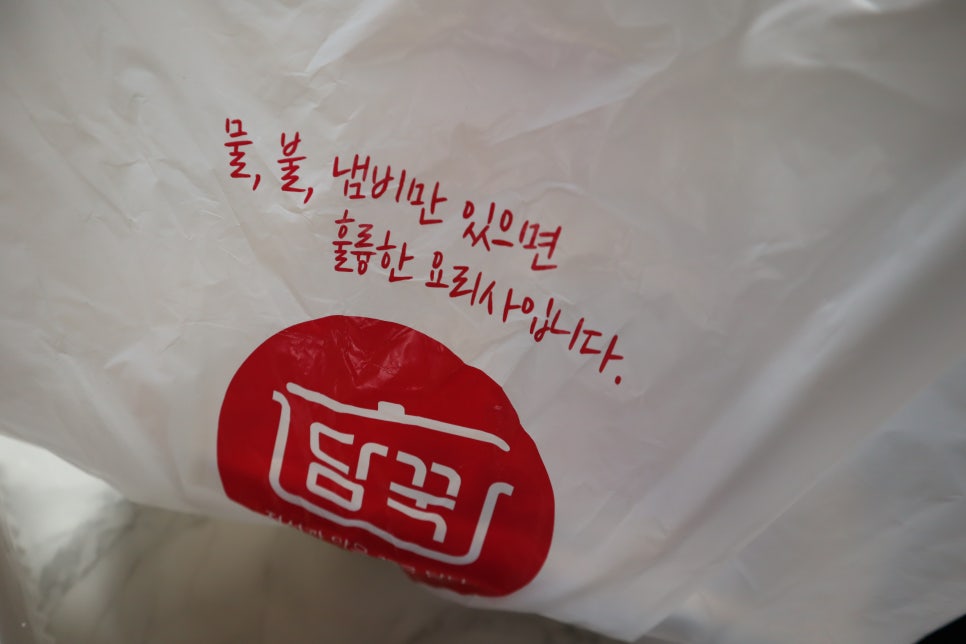 물, 불, 냄비만 있으면
훌륭한 요리사입니다.
담꾹